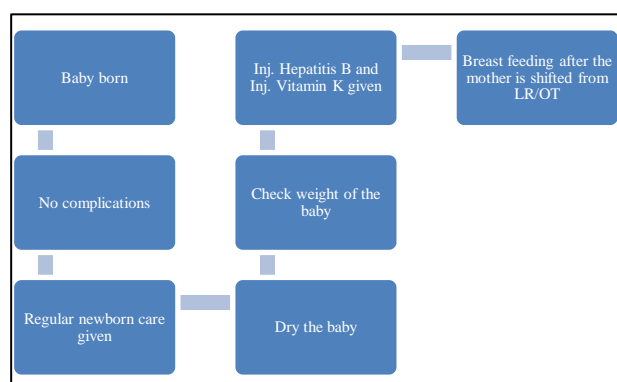 Baby born
No complications
Regular newborn care
given
Dry the baby
Check weight of the
baby
Inj. Hepatitis B and
Inj. Vitamin K given
Breast feeding after the
mother is shifted from
LR/OT